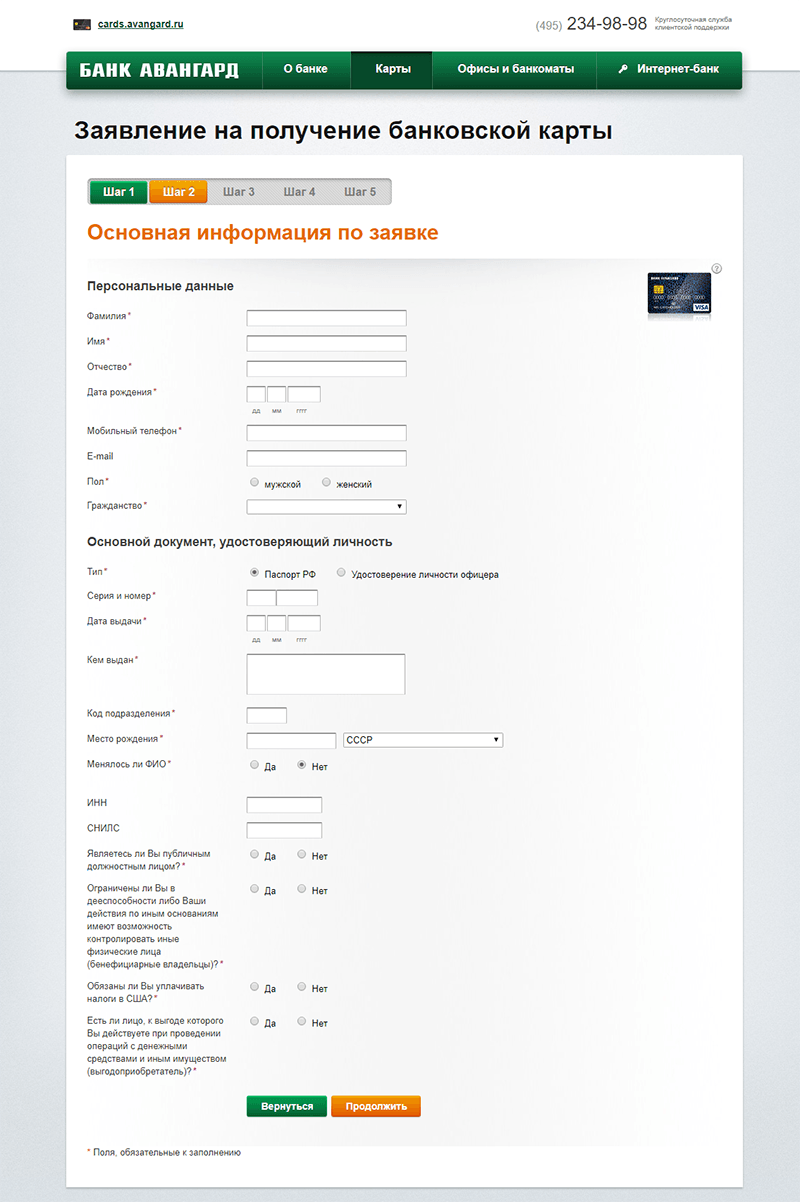 cards.avangard.ru
(495) 234-98-98 Круглосуточная служба
клиентской поддержки
БАНК АВАНГАРД О банке Карты Офисы и банкоматы Интернет-банк
Заявление на получение банковской карты
Шаг 1 Шаг 2 Шаг 3 Шаг 4 Шаг 5
Основная информация по заявке
?
Персональные данные
БАНК АВАНГАРД
VISA
Фамилия*
Имя*
Отчество*
Дата рождения*
дд мм гггг
Мобильный телефон*
E-mail
Пол* мужской женский
Гражданство*
Основной документ, удостоверяющий личность
Тип* Паспорт РФ Удостоверение личности офицера
Серия и номер*
Дата выдачи*
дд мм гггг
Кем выдан*
Код подразделения*
Место рождения* СССР
Менялось ли ФИО* Да Нет
ИНН
СНИЛС
Являетесь ли Вы публичным
должностным лицом?* Да Нет
Ограничены ли Вы в
дееспособности либо Ваши
действия по иным основаниям
имеют возможность
контролировать иные
физические лица
(бенефициарные владельцы)?* Да Нет
Обязаны ли Вы уплачивать
налоги в США?* Да Нет
Есть ли лицо, к выгоде которого
Вы действуете при проведении
операций с денежными
средствами и иным имуществом
(выгодоприобретатель)?* Да Нет
Вернуться Продолжить
* Поля, обязательные к заполнению